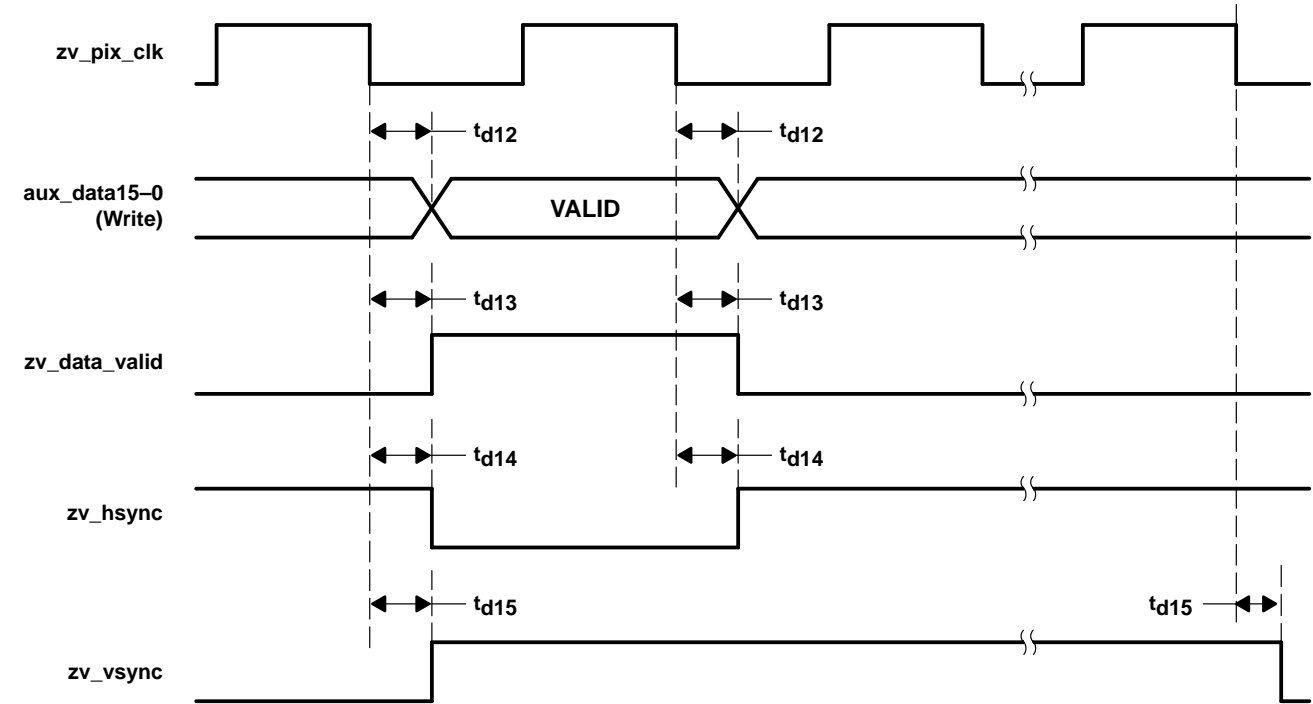 zv_pix_clk
td12
td12
aux_data15–0
(Write)
VALID
td13
td13
zv_data_valid
td14
td14
zv_hsync
td15
td15
zv_vsync